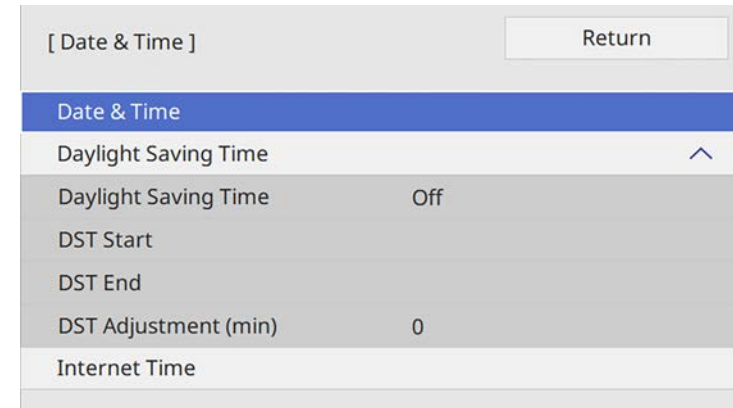 [ Date & Time ] Return
Date & Time
Daylight Saving Time
Daylight Saving Time Off
DST Start
DST End
DST Adjustment (min) 0
Internet Time